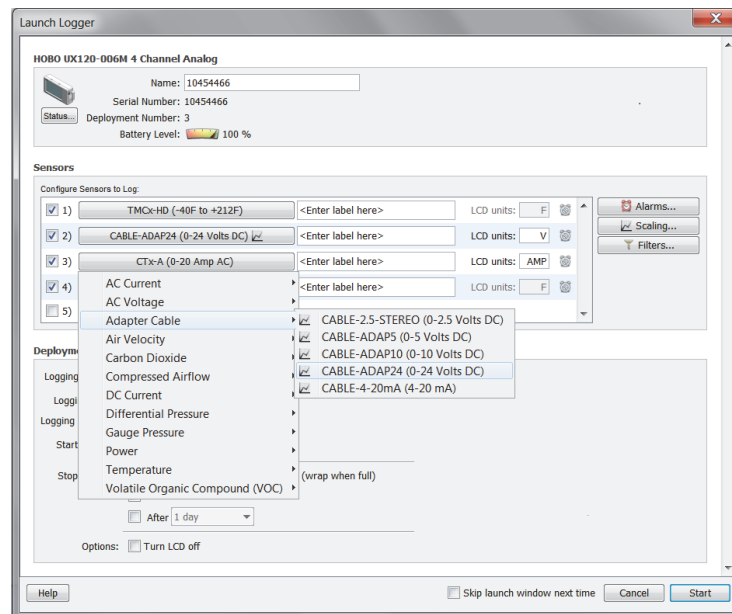 Launch Logger
HOBO UX120-006M 4 Channel Analog
Name: 10454466
Serial Number: 10454466
Status... Deployment Number: 3
Battery Level: 100 %
Sensors
Configure Sensors to Log:
1) TMCx-HD (-40F to +212F) <Enter label here> LCD units: F Alarms...
2) CABLE-ADAP24 (0-24 Volts DC) <Enter label here> LCD units: V Scaling...
Filters...
3) CTx-A (0-20 Amp AC) <Enter label here> LCD units: AMP
4) <Enter label here> LCD units: F
5)
AC Current
AC Voltage
Adapter Cable
Air Velocity
Carbon Dioxide
Compressed Airflow
DC Current
Differential Pressure
Gauge Pressure
Power
Temperature
Volatile Organic Compound (VOC)
CABLE-2.5-STEREO (0-2.5 Volts DC)
CABLE-ADAP5 (0-5 Volts DC)
CABLE-ADAP10 (0-10 Volts DC)
CABLE-ADAP24 (0-24 Volts DC)
CABLE-4-20mA (4-20 mA)
Deployme
Logging
Loggi
Logging
Start
Stop (wrap when full)
After 1 day
Options: Turn LCD off
Help Skip launch window next time Cancel Start